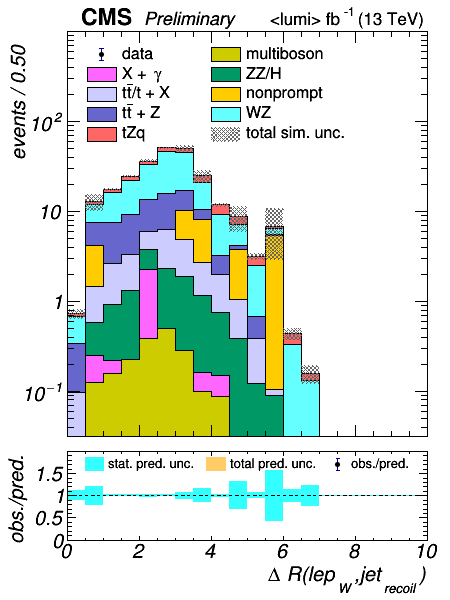 CMS Preliminary <lumi> fb⁻¹ (13 TeV)
events / 0.50
data
X + γ
tt̄/t + X
tt̄ + Z
tZq
multiboson
ZZ/H
nonprompt
WZ
total sim. unc.
10²
10
1
10⁻¹
obs./pred.
stat. pred. unc. total pred. unc. obs./pred.
1.5
1
0.5
0
0 2 4 6 8 10
Δ R(lep_W, jet_recoil)